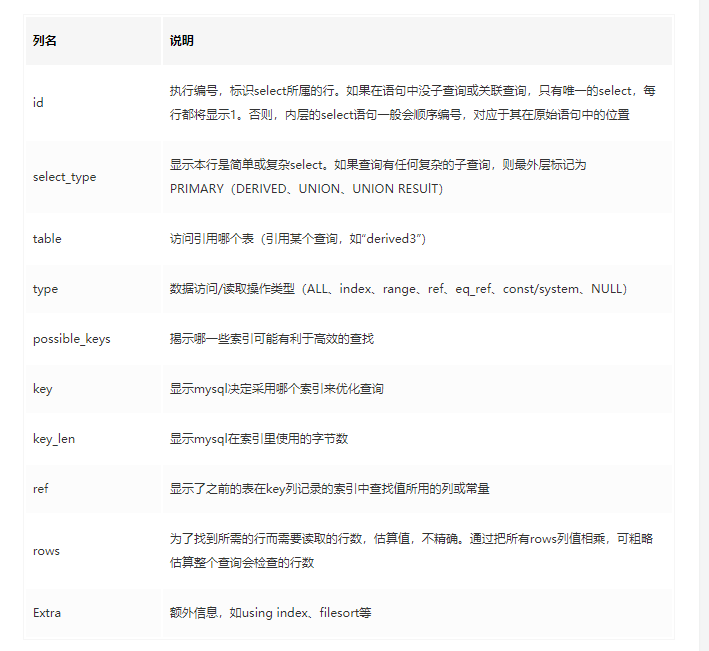 列名 说明
id
执行编号，标识select所属的行。如果在语句中没子查询或关联查询，只有唯一的select，每
行都将显示1。否则，内层的select语句一般会顺序编号，对应于其在原始语句中的位置
select_type
显示本行是简单或复杂select。如果查询有任何复杂的子查询，则最外层标记为
PRIMARY（DERIVED、UNION、UNION RESUlT）
table 访问引用哪个表（引用某个查询，如“derived3”）
type 数据访问/读取操作类型（ALL、index、range、ref、eq_ref、const/system、NULL）
possible_keys 揭示哪一些索引可能有利于高效的查找
key 显示mysql决定采用哪个索引来优化查询
key_len 显示mysql在索引里使用的字节数
ref 显示了之前的表在key列记录的索引中查找值所用的列或常量
rows
为了找到所需的行而需要读取的行数，估算值，不精确。通过把所有rows列值相乘，可粗略
估算整个查询会检查的行数
Extra 额外信息，如using index、filesort等